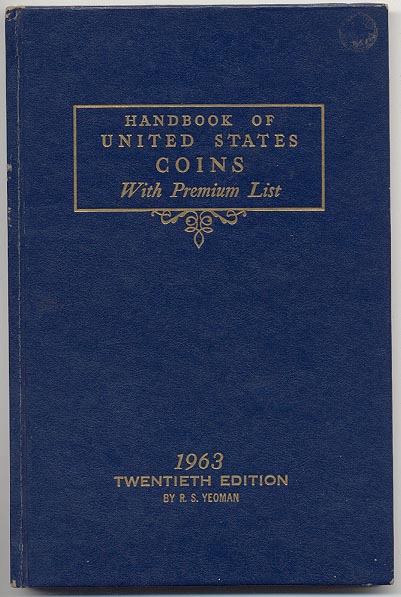 HANDBOOK OF
UNITED STATES
COINS
With Premium List
1963
TWENTIETH EDITION
BY R. S. YEOMAN